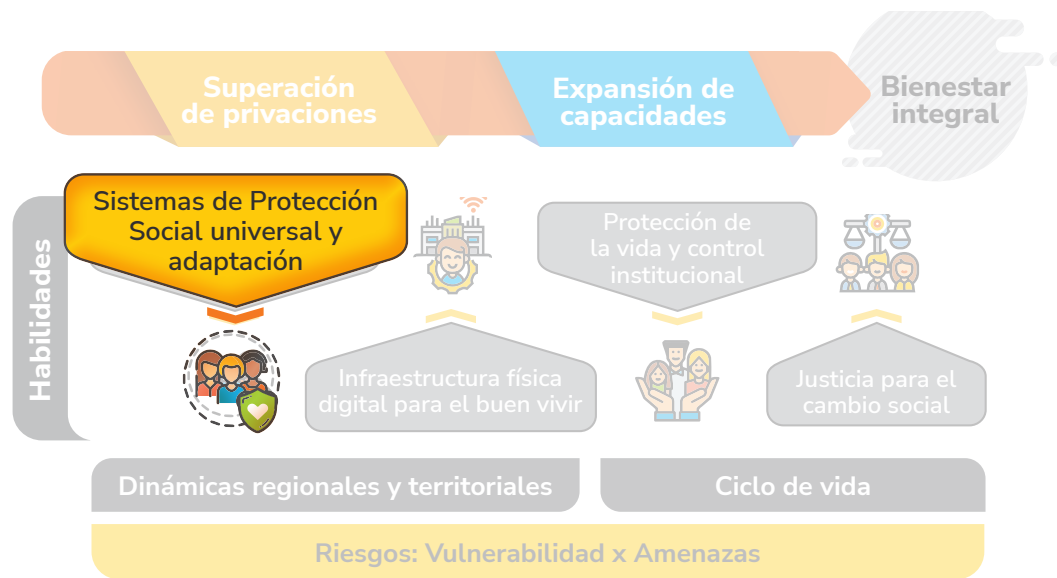 Superación
de privaciones
Expansión de
capacidades
Bienestar
integral
Habilidades
Sistemas de Protección
Social universal y
adaptación
Protección de
la vida y control
institucional
Infraestructura física
digital para el buen vivir
Justicia para el
cambio social
Dinámicas regionales y territoriales
Ciclo de vida
Riesgos: Vulnerabilidad x Amenazas